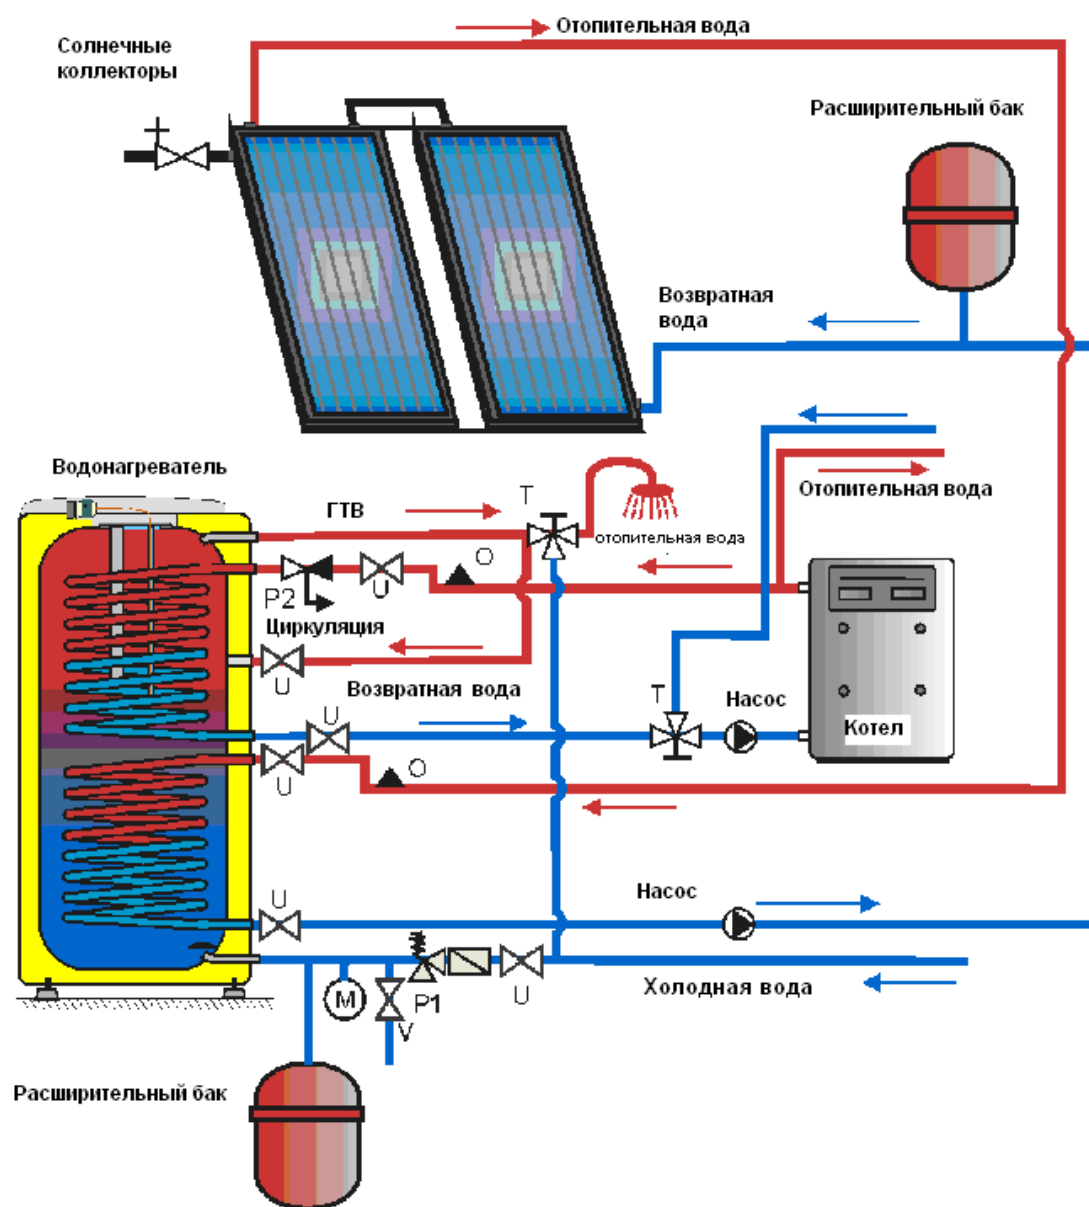 Отопительная вода
Солнечные
коллекторы
Расширительный бак
Возвратная
вода
Водонагреватель
ГТВ
T
отопительная вода
Отопительная вода
O
P2
U
Циркуляция
U
Возвратная вода
T
Насос
Котел
U
O
U
Насос
U
M
P1
V
U
Холодная вода
Расширительный бак